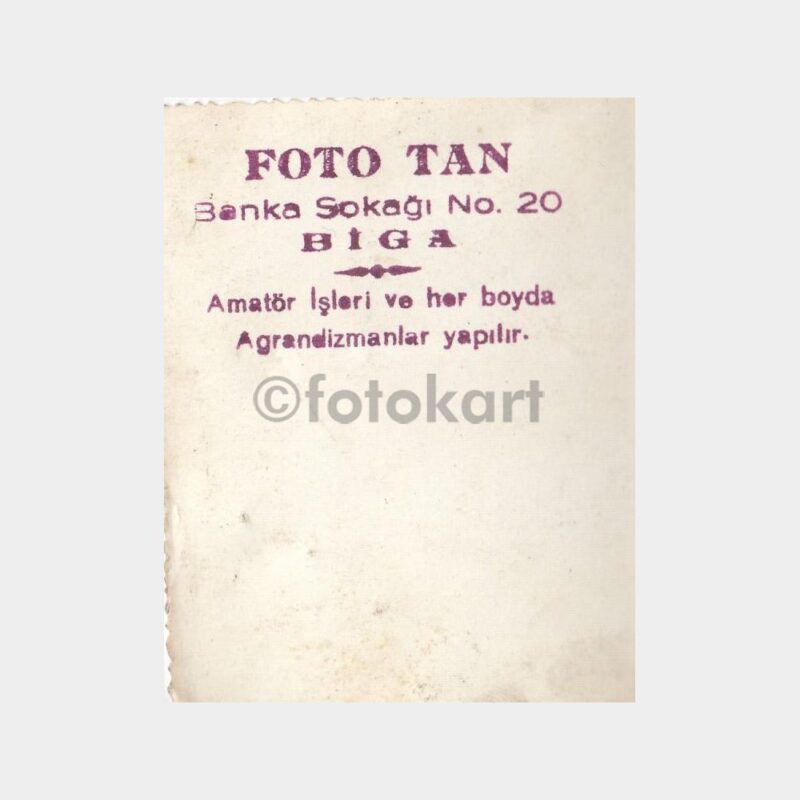 FOTO TAN
Banka Sokağı No. 20
BİGA
Amatör İşleri ve her boyda
Agrandizmanlar yapılır.
©fotokart